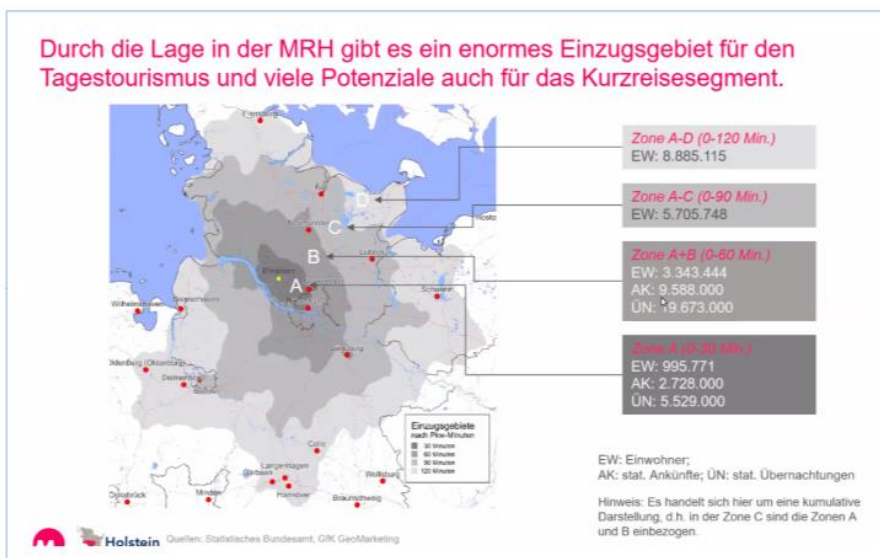 Durch die Lage in der MRH gibt es ein enormes Einzugsgebiet für den
Tagestourismus und viele Potenziale auch für das Kurzreisesegment.
Flensburg
Kiel
D
C
B
A
Lübeck
Schwerin
Wilhelmshaven
Bremerhaven
Oldenburg (Oldenburg)
Delmenhorst
Lüneburg
Celle
Langenhagen
Hannover
Wolfsburg
Braunschweig
Osnabrück
Minden
Einzugsgebiete
nach Pkw-Minuten
30 Minuten
60 Minuten
90 Minuten
120 Minuten
Zone A-D (0-120 Min.)
EW: 8.885.115
Zone A-C (0-90 Min.)
EW: 5.705.748
Zone A+B (0-60 Min.)
EW: 3.343.444
AK: 9.588.000
ÜN: 19.673.000
Zone A (0-30 Min.)
EW: 995.771
AK: 2.728.000
ÜN: 5.529.000
EW: Einwohner;
AK: stat. Ankünfte; ÜN: stat. Übernachtungen
Hinweis: Es handelt sich hier um eine kumulative
Darstellung, d.h. in der Zone C sind die Zonen A
und B einbezogen.
Holstein
Quellen: Statistisches Bundesamt, GfK GeoMarketing